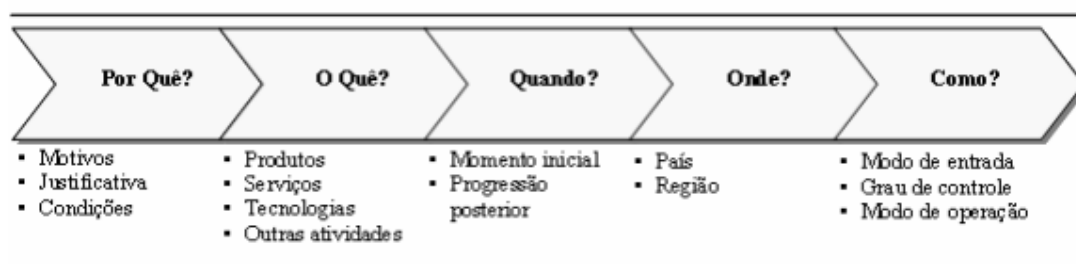 Por Quê?
O Quê?
Quando?
Onde?
Como?
▪ Motivos
▪ Justificativa
▪ Condições
▪ Produtos
▪ Serviços
▪ Tecnologias
▪ Outras atividades
▪ Momento inicial
▪ Progressão
posterior
▪ País
▪ Região
▪ Modo de entrada
▪ Grau de controle
▪ Modo de operação